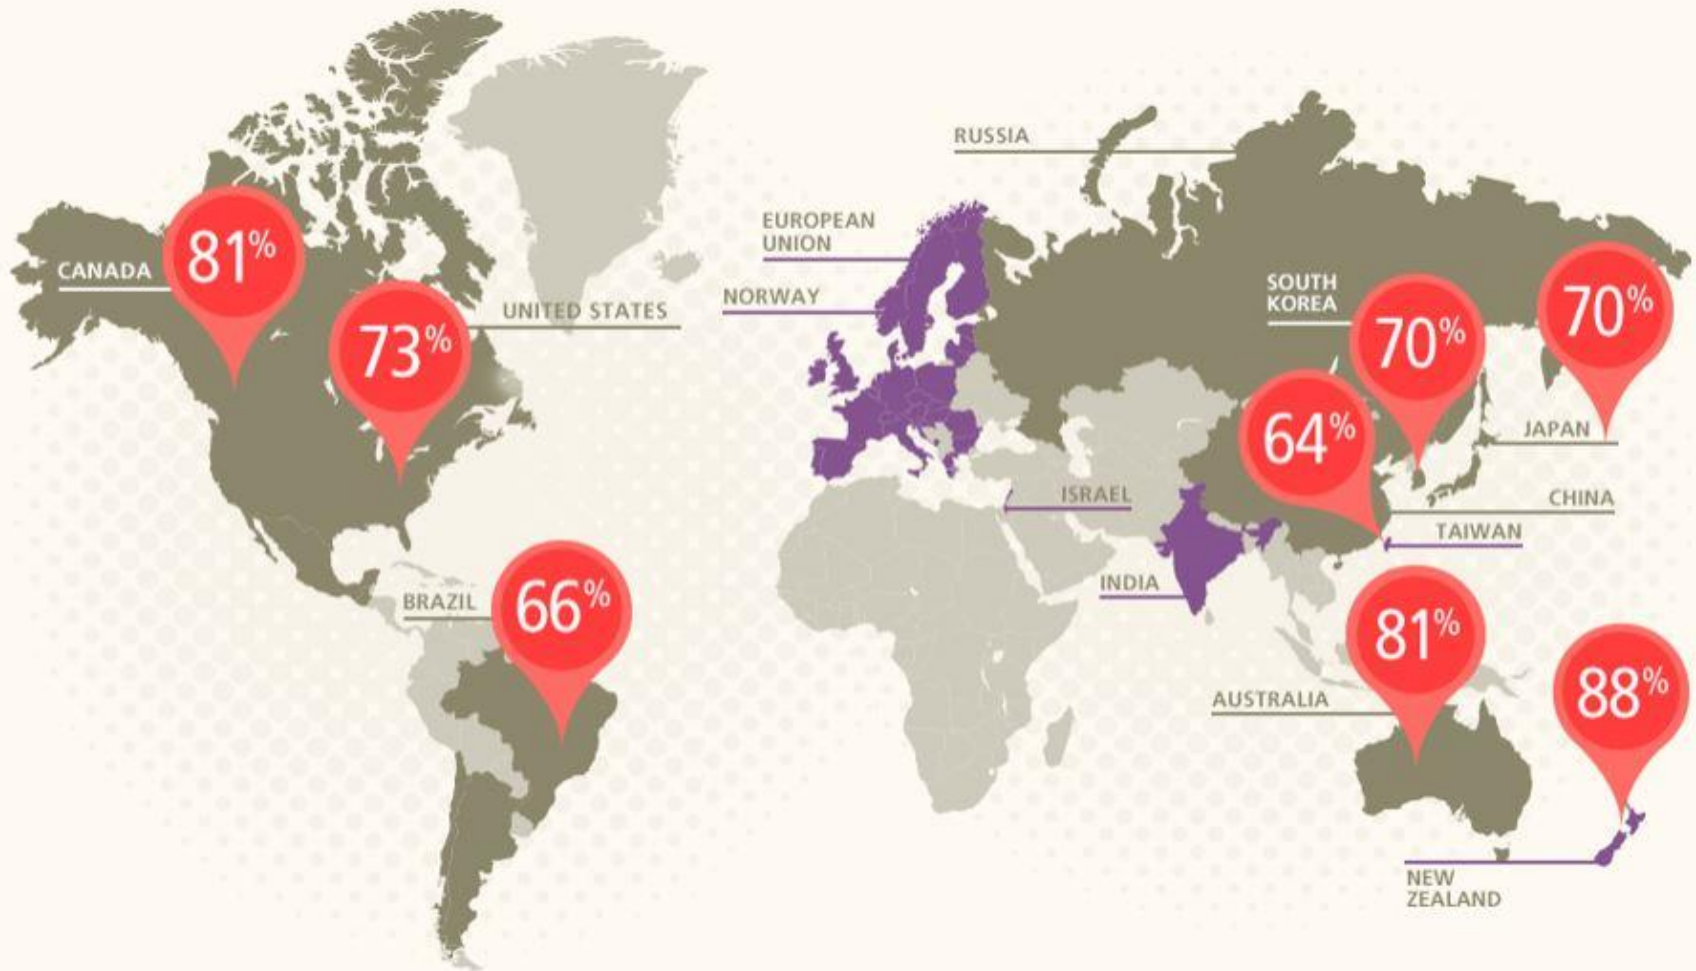 RUSSIA
EUROPEAN
UNION
81%
CANADA
SOUTH
KOREA
70%
NORWAY
UNITED STATES
73%
70%
64%
JAPAN
ISRAEL
CHINA
TAIWAN
INDIA
BRAZIL
66%
81%
AUSTRALIA
88%
NEW
ZEALAND